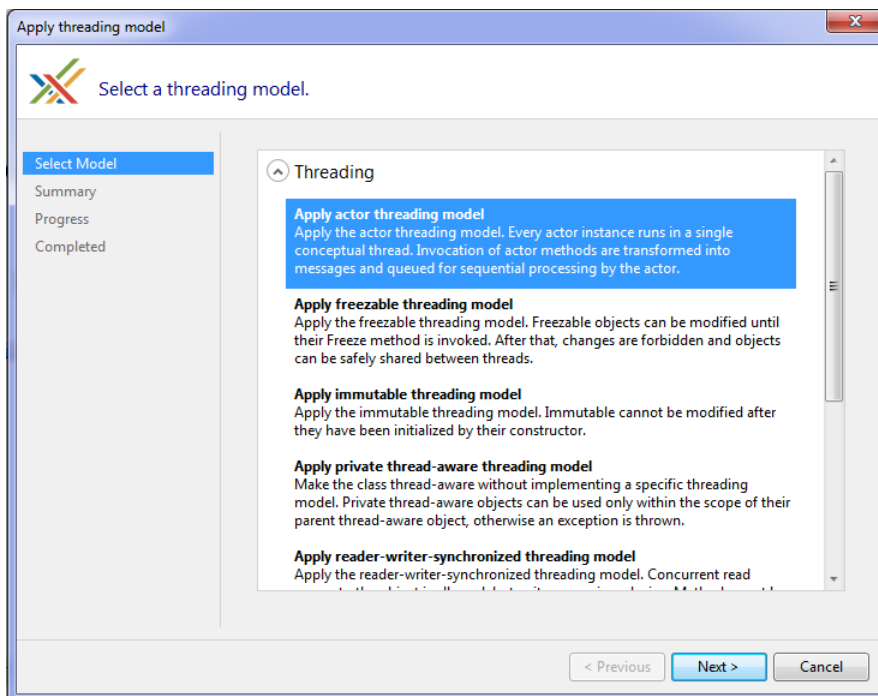 Apply threading model
Select a threading model.
Select Model
Summary
Progress
Completed
Threading
Apply actor threading model
Apply the actor threading model. Every actor instance runs in a single
conceptual thread. Invocation of actor methods are transformed into
messages and queued for sequential processing by the actor.
Apply freezable threading model
Apply the freezable threading model. Freezable objects can be modified until
their Freeze method is invoked. After that, changes are forbidden and objects
can be safely shared between threads.
Apply immutable threading model
Apply the immutable threading model. Immutable cannot be modified after
they have been initialized by their constructor.
Apply private thread-aware threading model
Make the class thread-aware without implementing a specific threading
model. Private thread-aware objects can be used only within the scope of their
parent thread-aware object, otherwise an exception is thrown.
Apply reader-writer-synchronized threading model
Apply the reader-writer-synchronized threading model. Concurrent read
< Previous
Next >
Cancel